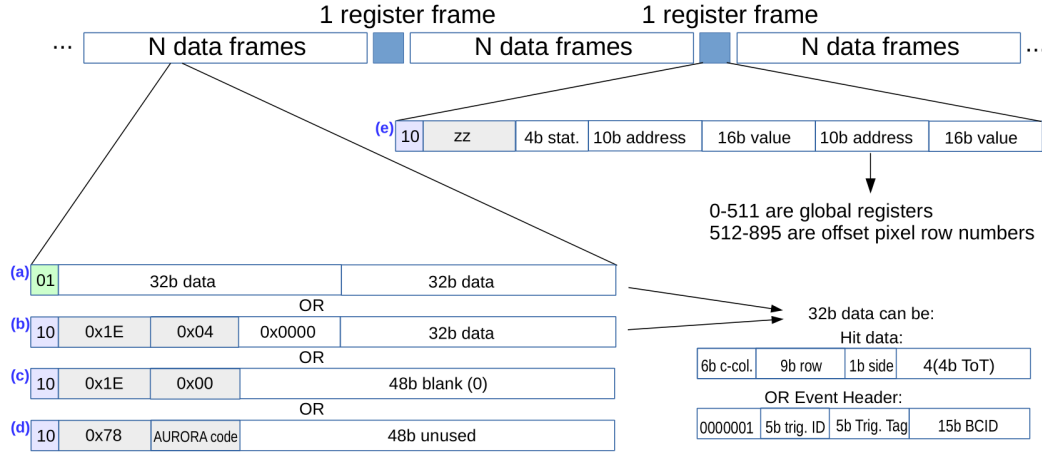 1 register frame 1 register frame
... N data frames N data frames N data frames ...
(e) 10 zz 4b stat. 10b address 16b value 10b address 16b value
0-511 are global registers
512-895 are offset pixel row numbers
(a) 01 32b data 32b data
OR
(b) 10 0x1E 0x04 0x0000 32b data
OR
(c) 10 0x1E 0x00 48b blank (0)
OR
(d) 10 0x78 AURORA code 48b unused
32b data can be:
Hit data:
6b c-col. 9b row 1b side 4(4b ToT)
OR Event Header:
0000001 5b trig. ID 5b Trig. Tag 15b BCID